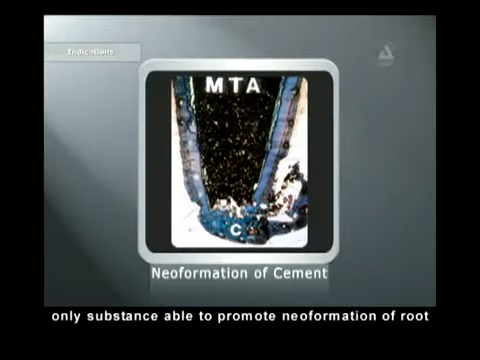 Indications
MTA
C
Neoformation of Cement
only substance able to promote neoformation of root